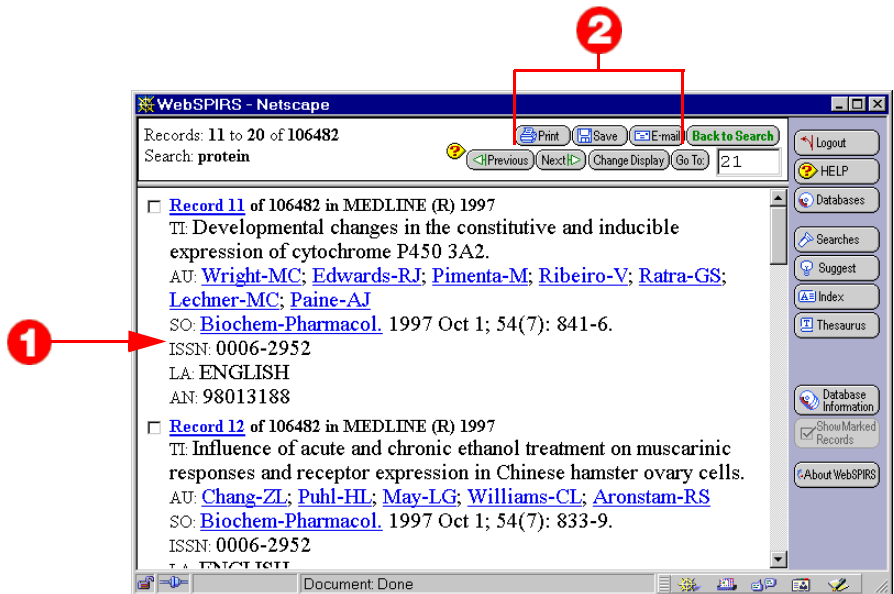 2
WebSPIRS - Netscape
Records: 11 to 20 of 106482
Search: protein
Print Save E-mail Back to Search
? Previous Next Change Display Go To: 21
Record 11 of 106482 in MEDLINE (R) 1997
TI: Developmental changes in the constitutive and inducible
expression of cytochrome P450 3A2.
AU: Wright-MC; Edwards-RJ; Pimenta-M; Ribeiro-V; Ratra-GS;
Lechner-MC; Paine-AJ
SO: Biochem-Pharmacol. 1997 Oct 1; 54(7): 841-6.
1
ISSN: 0006-2952
LA: ENGLISH
AN: 98013188
Record 12 of 106482 in MEDLINE (R) 1997
TI: Influence of acute and chronic ethanol treatment on muscarinic
responses and receptor expression in Chinese hamster ovary cells.
AU: Chang-ZL; Puhl-HL; May-LG; Williams-CL; Aronstam-RS
SO: Biochem-Pharmacol. 1997 Oct 1; 54(7): 833-9.
ISSN: 0006-2952
LA: ENGLISH
Logout
? HELP
Databases
Searches
Suggest
Index
Thesaurus
Database
Information
Show Marked
Records
About WebSPIRS
Document: Done